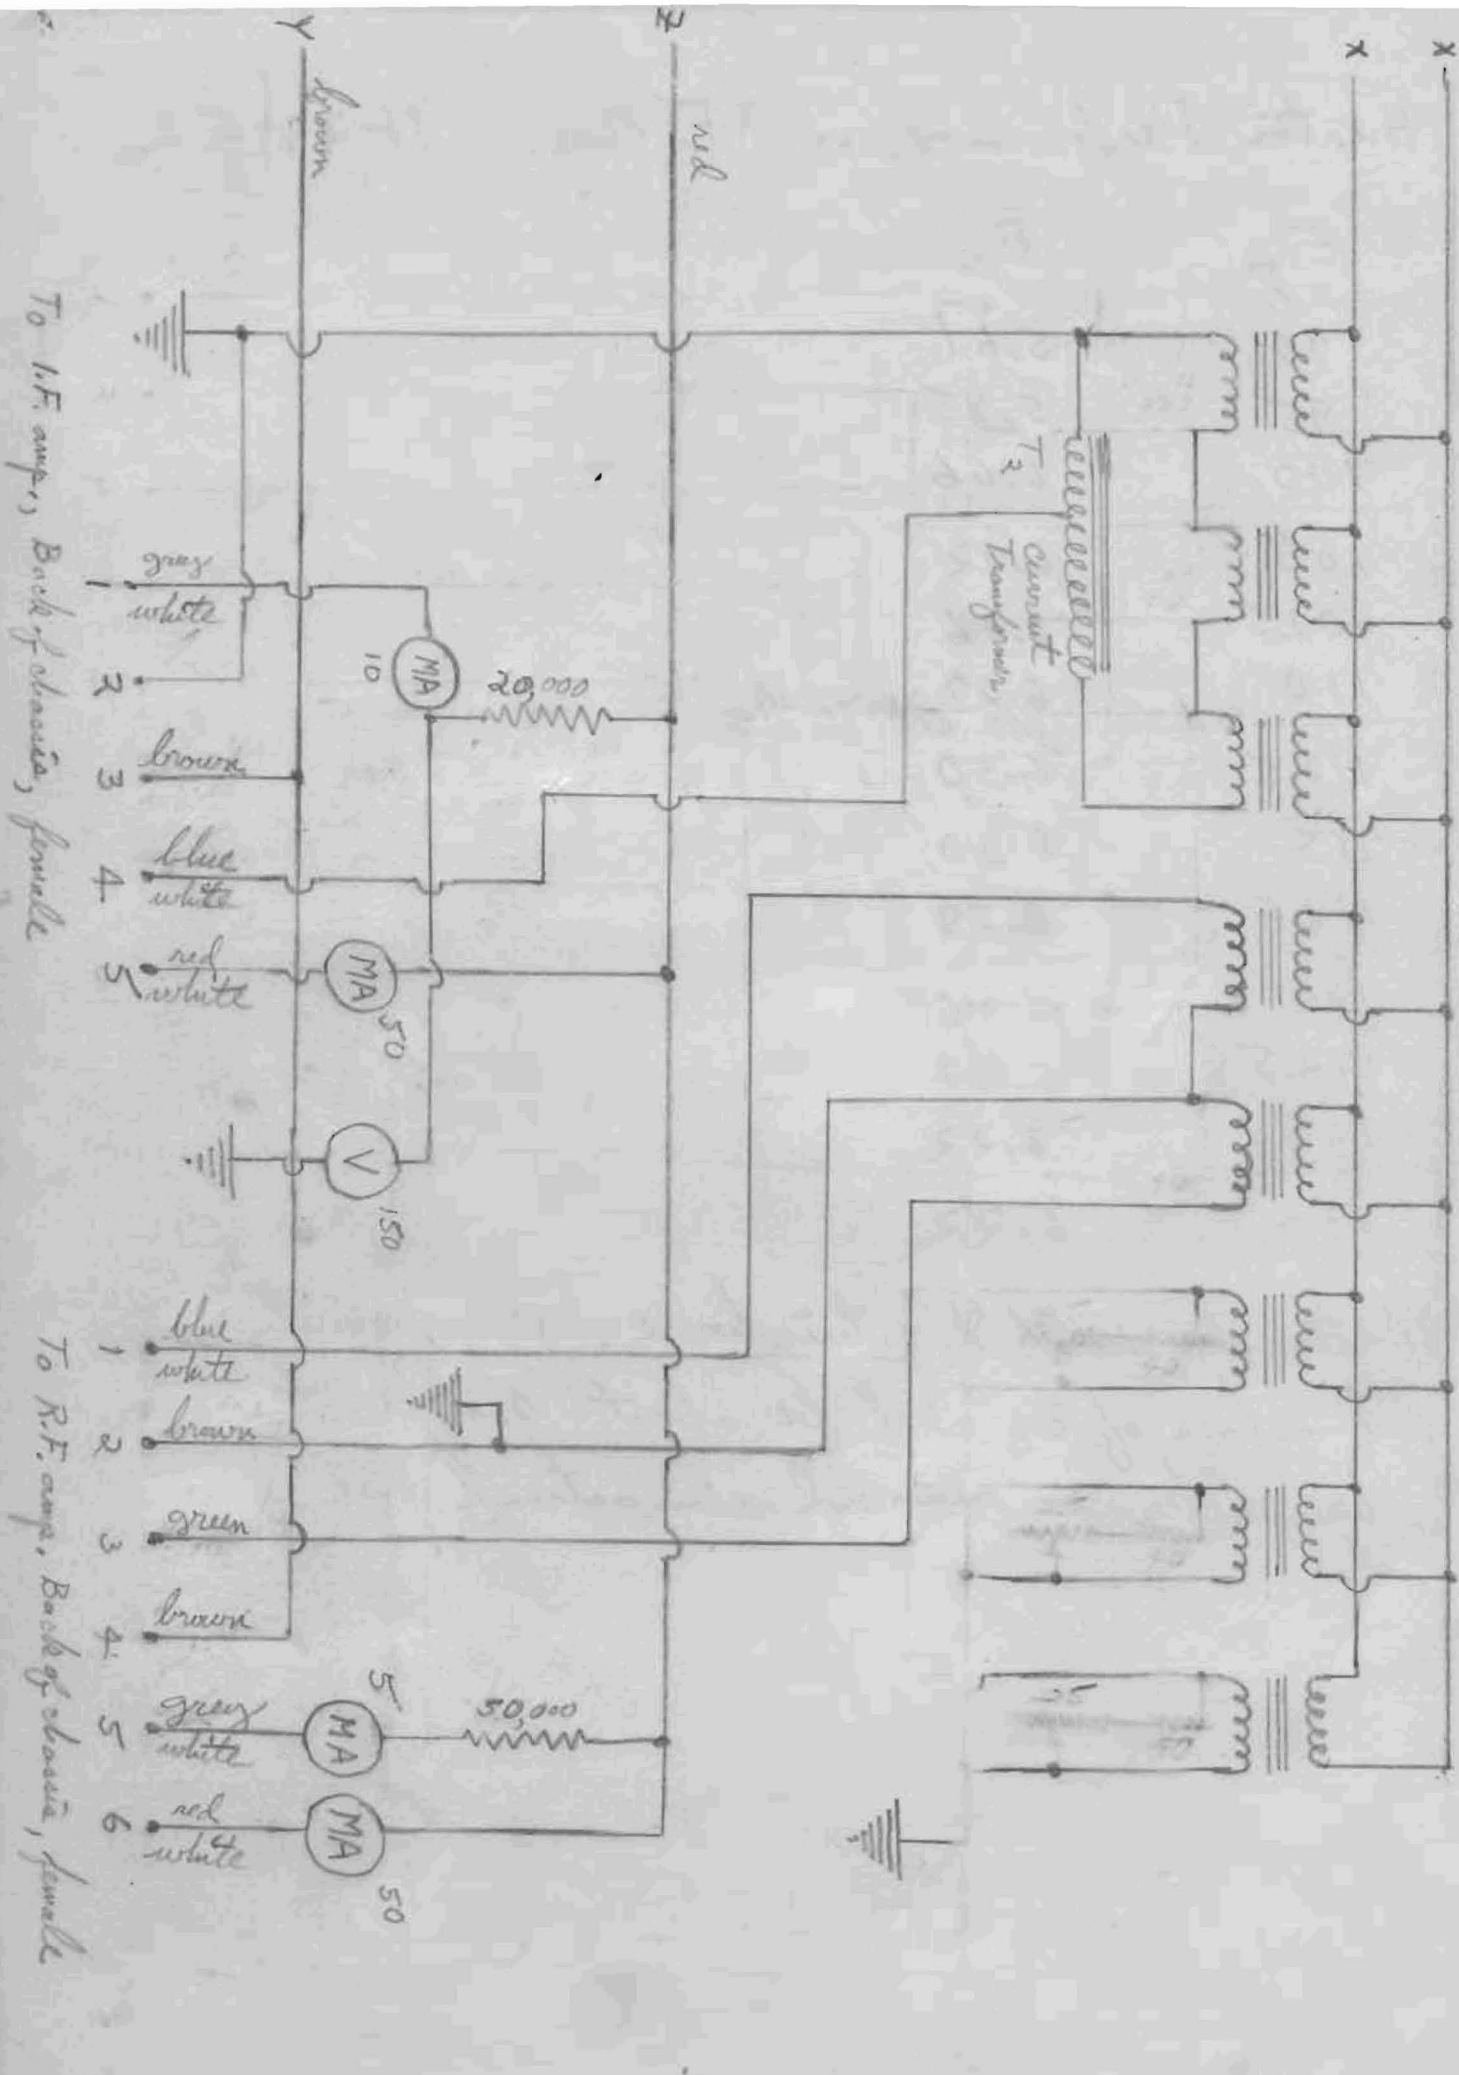 X
X
Z
red
Y
brown
T2
Current
Transformer
20,000
MA
10
MA
50
V
150
50,000
5
MA
MA
50
grey
white
brown
blue
white
red
white
1
2
3
4
5
To I.F. amp., Back of chassis, female
blue
white
brown
green
brown
grey
white
red
white
1
2
3
4
5
6
To R.F. amp. Back of chassis, female